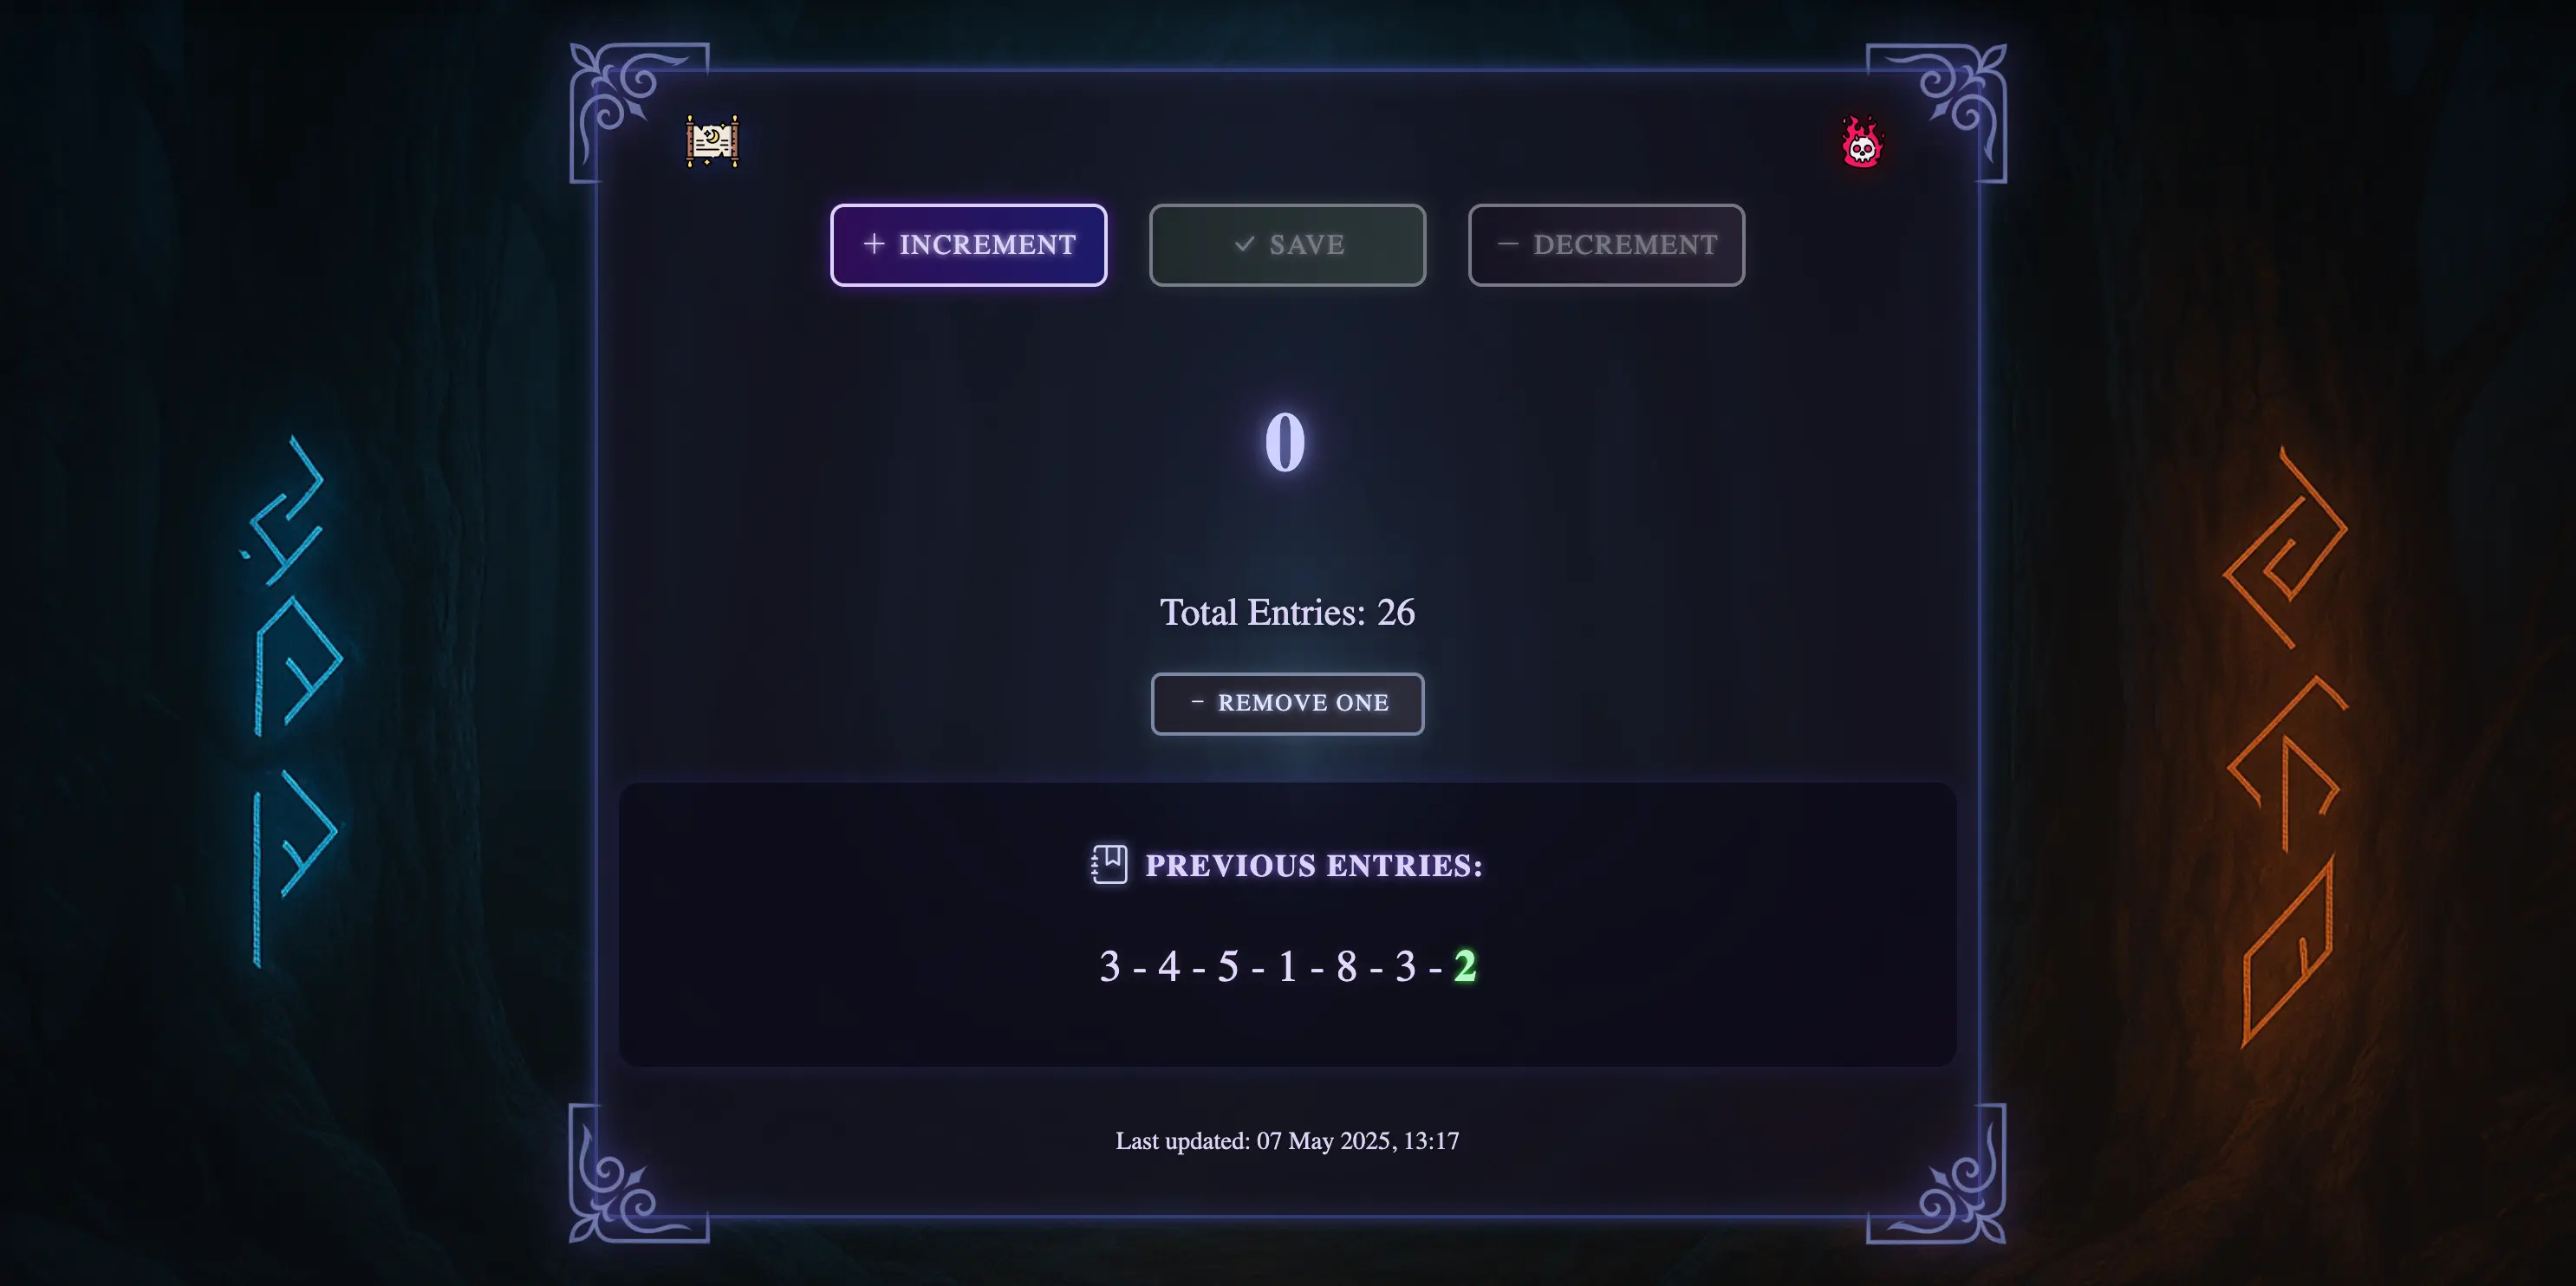 + INCREMENT
✓ SAVE
− DECREMENT
0
Total Entries: 26
− REMOVE ONE
PREVIOUS ENTRIES:
3 - 4 - 5 - 1 - 8 - 3 - 2
Last updated: 07 May 2025, 13:17